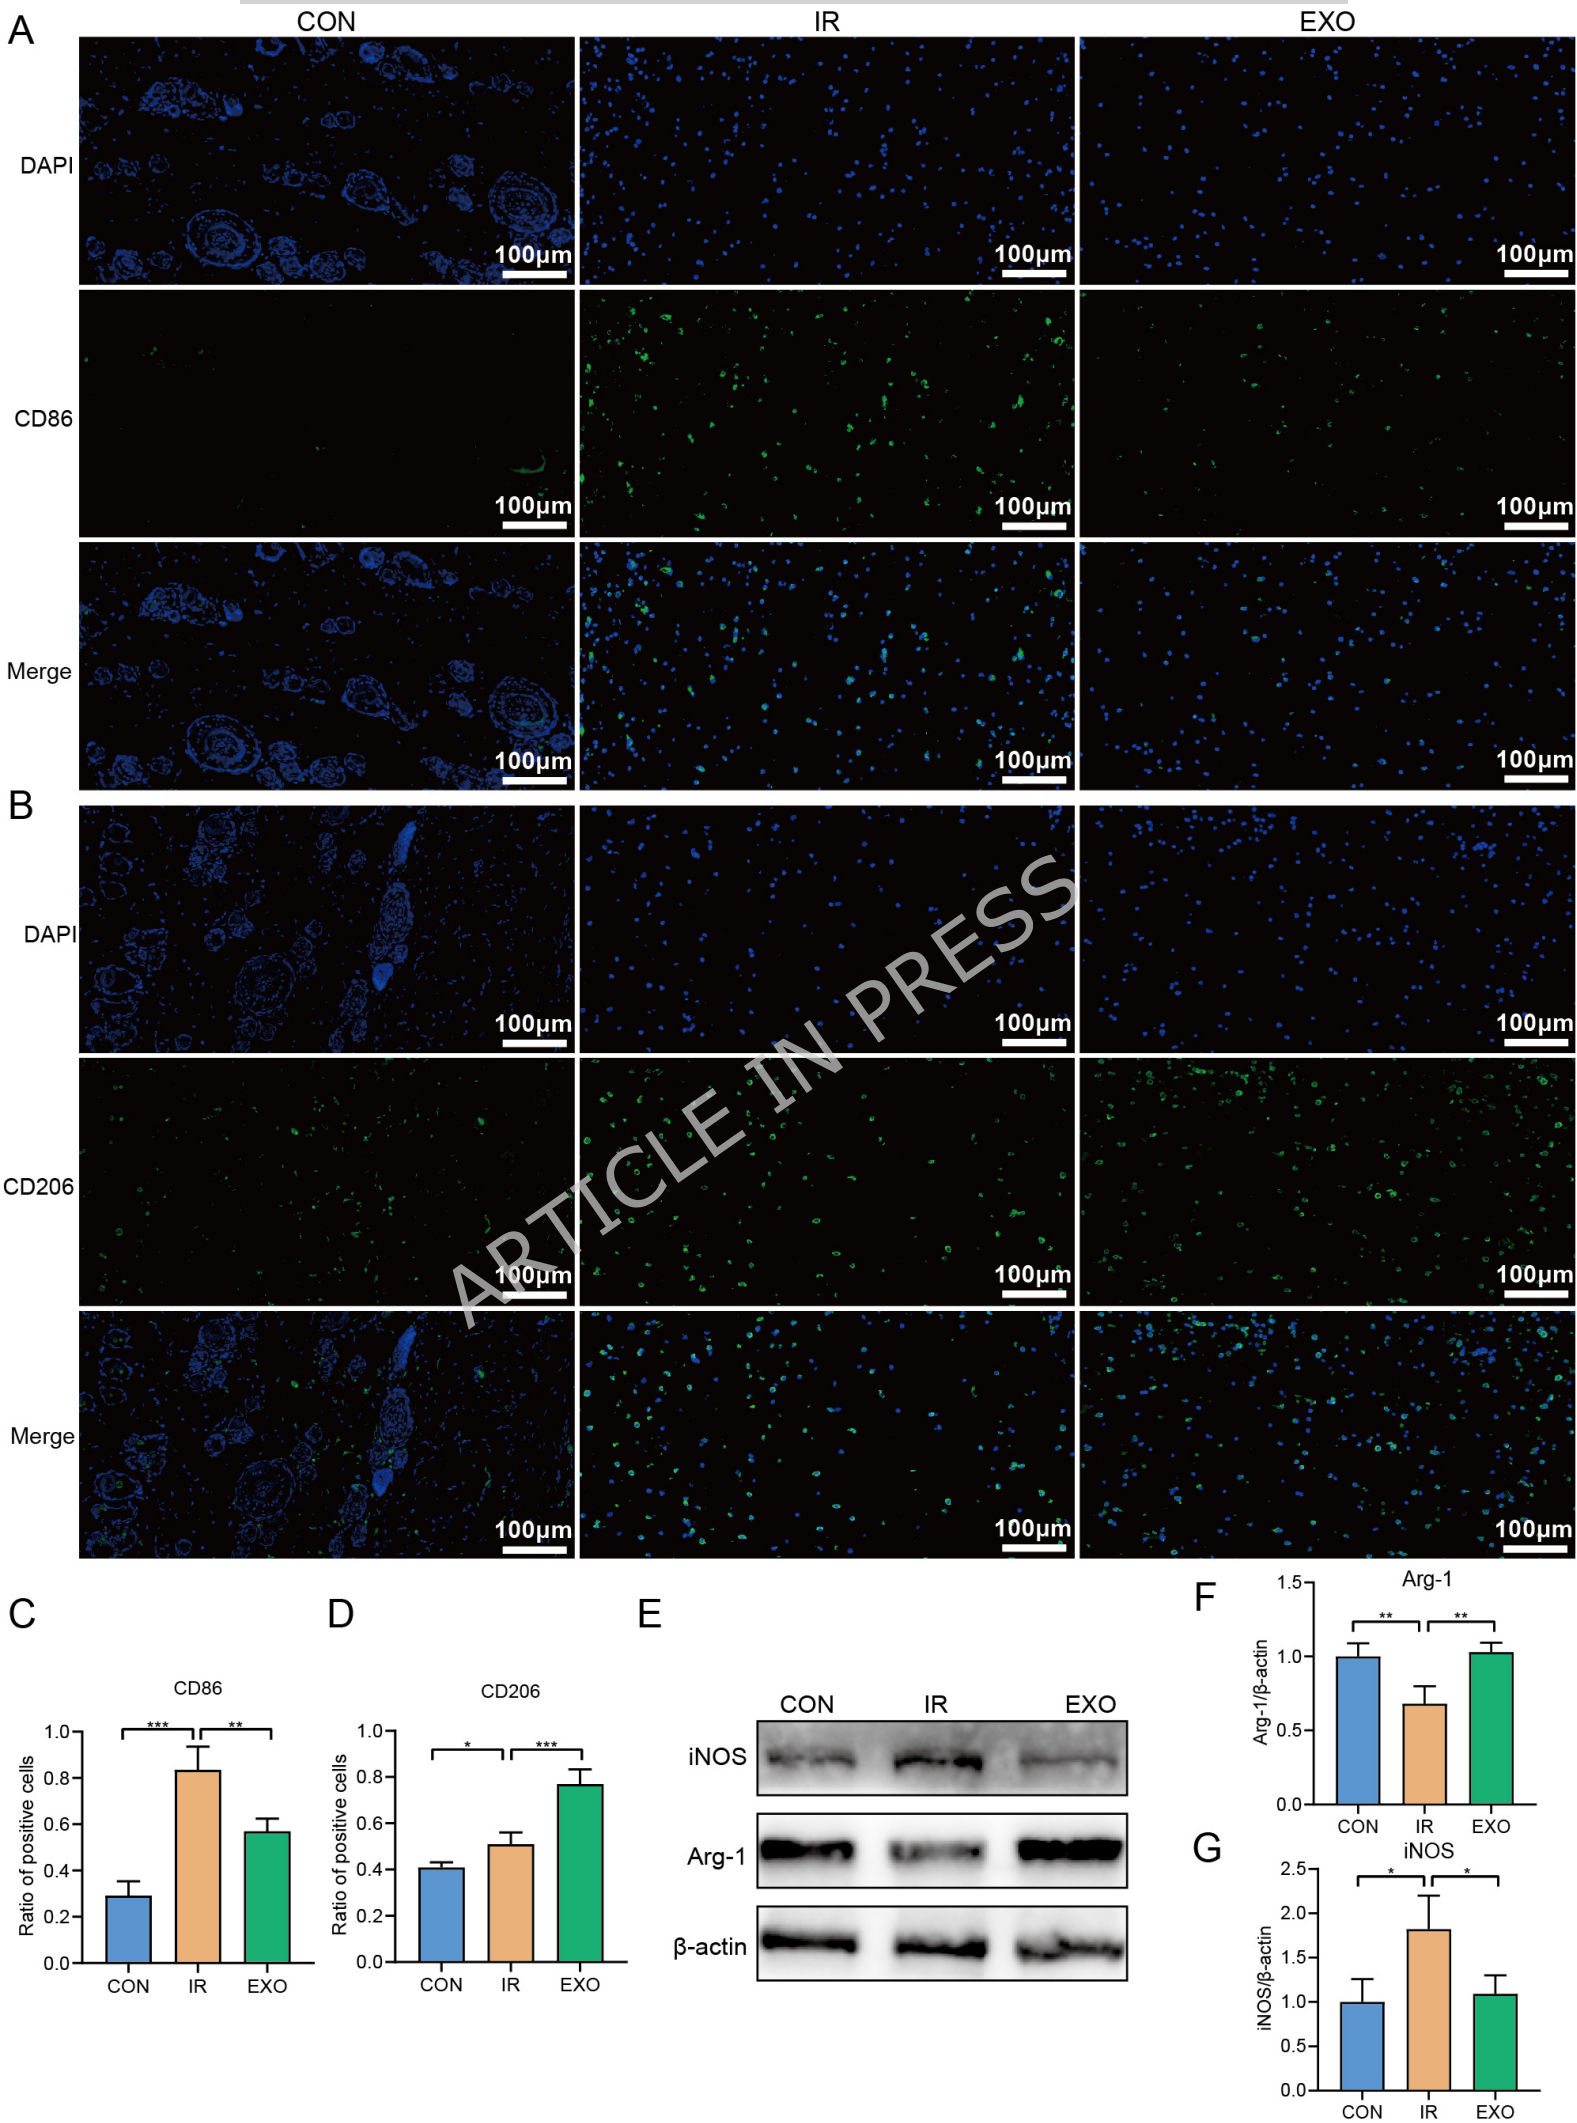 A
CON IR EXO
DAPI
100μm 100μm 100μm
CD86
100μm 100μm 100μm
Merge
100μm 100μm 100μm
B
DAPI
100μm 100μm 100μm
CD206
100μm 100μm 100μm
Merge
100μm 100μm 100μm
ARTICLE IN PRESS
C
CD86
Ratio of positive cells
1.0
0.8
0.6
0.4
0.2
0.0
*** **
CON IR EXO
D
CD206
Ratio of positive cells
1.0
0.8
0.6
0.4
0.2
0.0
* ***
CON IR EXO
E
CON IR EXO
iNOS
Arg-1
β-actin
F
Arg-1
Arg-1/β-actin
1.5
1.0
0.5
0.0
** **
CON IR EXO
G
iNOS
iNOS/β-actin
2.5
2.0
1.5
1.0
0.5
0.0
* *
CON IR EXO